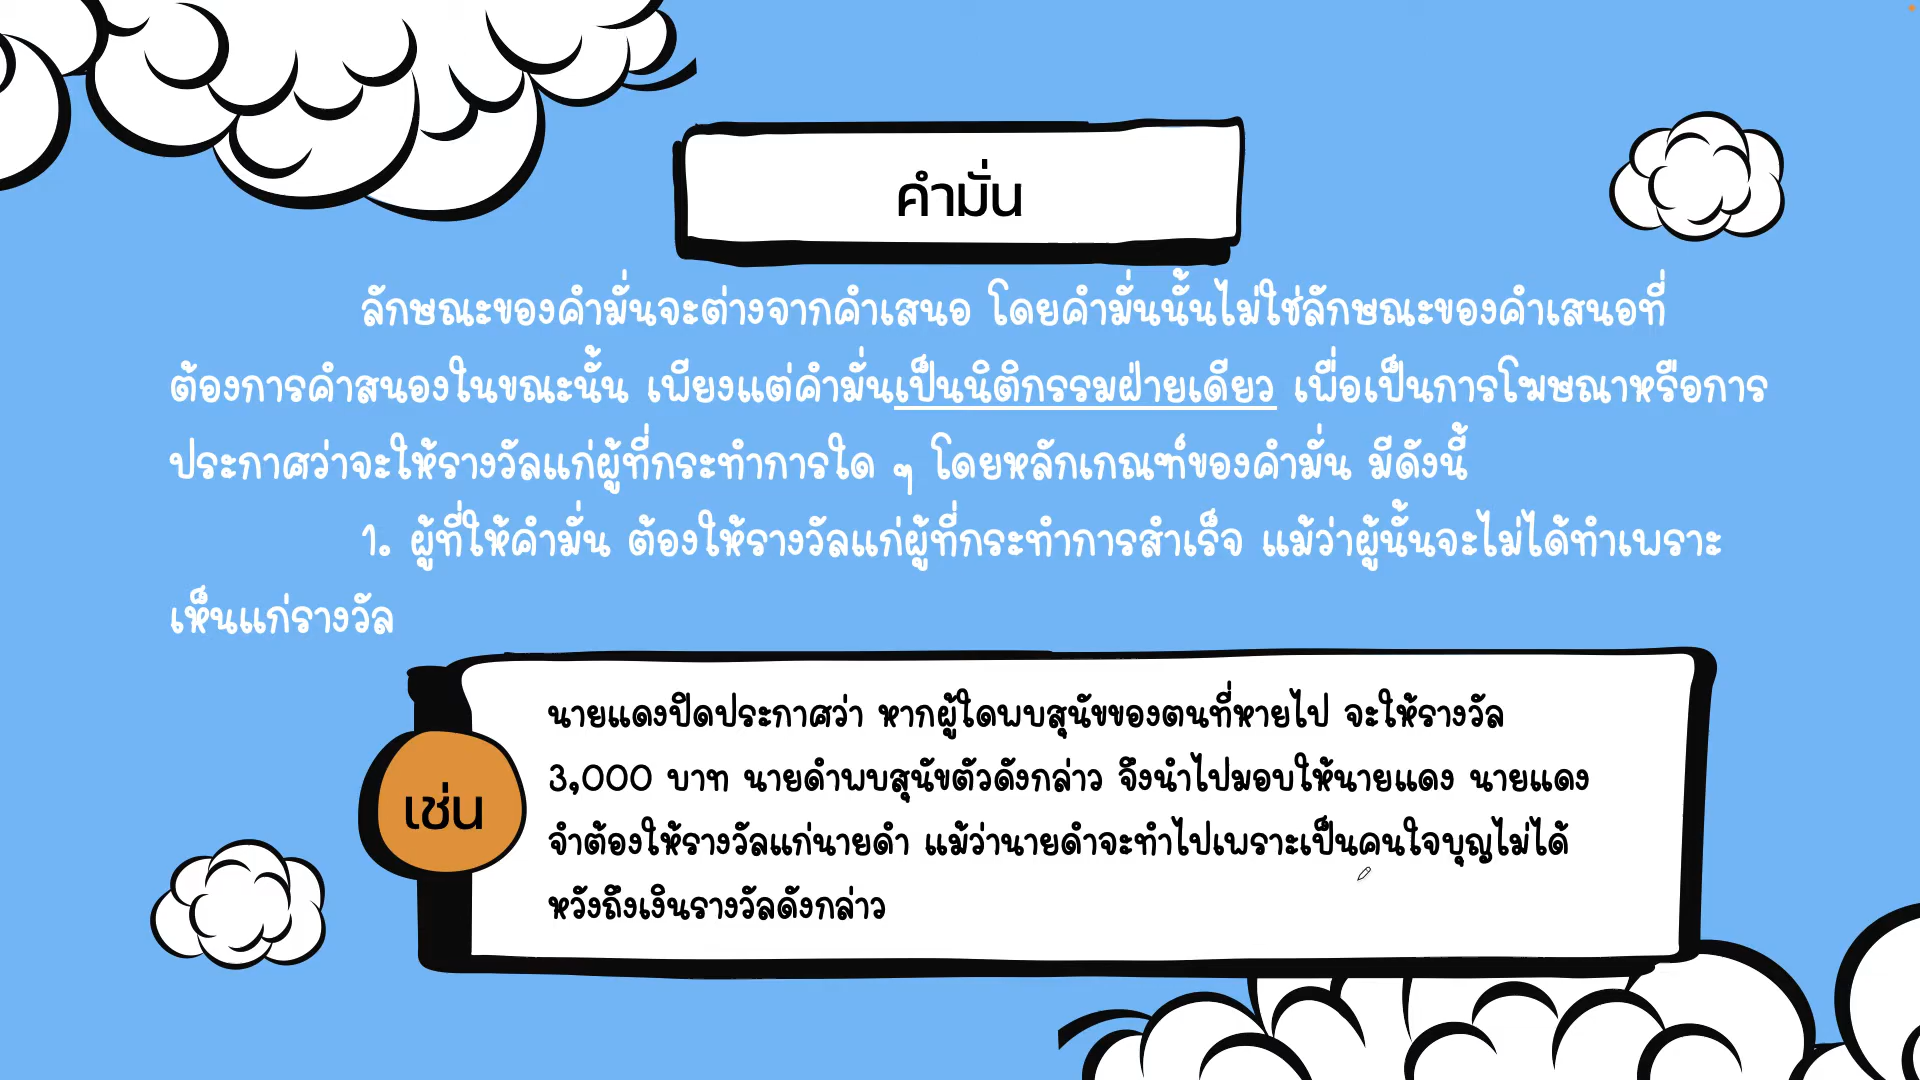 คำมั่น
ลักษณะของคำมั่นจะต่างจากคำเสนอ โดยคำมั่นนั้นไม่ใช่ลักษณะของคำเสนอที่
ต้องการคำสนองในขณะนั้น เพียงแต่คำมั่นเป็นนิติกรรมฝ่ายเดียว เพื่อเป็นการโฆษณาหรือการ
ประกาศว่าจะให้รางวัลแก่ผู้ที่กระทำการใด ๆ โดยหลักเกณฑ์ของคำมั่น มีดังนี้
1. ผู้ที่ให้คำมั่น ต้องให้รางวัลแก่ผู้ที่กระทำการสำเร็จ แม้ว่าผู้นั้นจะไม่ได้ทำเพราะ
เห็นแก่รางวัล
เช่น
นายแดงปิดประกาศว่า หากผู้ใดพบสุนัขของตนที่หายไป จะให้รางวัล
3,000 บาท นายดำพบสุนัขตัวดังกล่าว จึงนำไปมอบให้นายแดง นายแดง
จำต้องให้รางวัลแก่นายดำ แม้ว่านายดำจะทำไปเพราะเป็นคนใจบุญไม่ได้
หวังถึงเงินรางวัลดังกล่าว